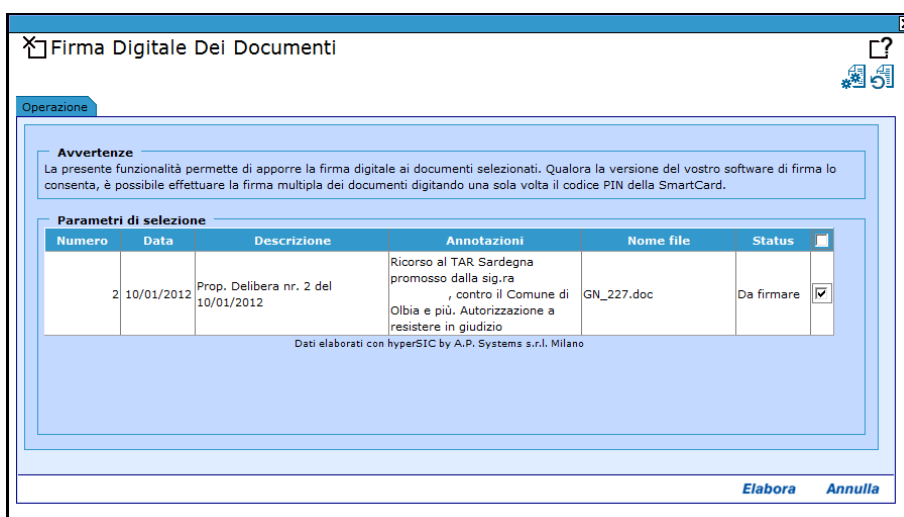 Firma Digitale Dei Documenti
Operazione
Avvertenze
La presente funzionalità permette di apporre la firma digitale ai documenti selezionati. Qualora la versione del vostro software di firma lo
consenta, è possibile effettuare la firma multipla dei documenti digitando una sola volta il codice PIN della SmartCard.
Parametri di selezione
Numero Data Descrizione Annotazioni Nome file Status
2 10/01/2012 Prop. Delibera nr. 2 del
10/01/2012
Ricorso al TAR Sardegna
promosso dalla sig.ra
, contro il Comune di
Olbia e più. Autorizzazione a
resistere in giudizio
GN_227.doc
Da firmare
Dati elaborati con hyperSIC by A.P. Systems s.r.l. Milano
Elabora Annulla